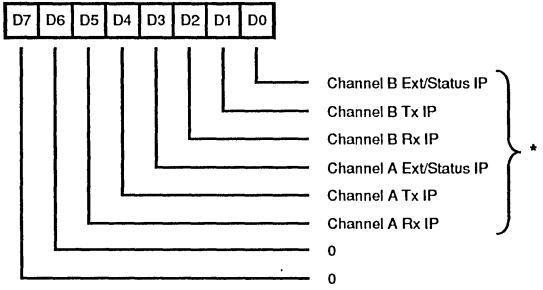 D7 D6 D5 D4 D3 D2 D1 D0
Channel B Ext/Status IP
Channel B Tx IP
Channel B Rx IP
Channel A Ext/Status IP
*
Channel A Tx IP
Channel A Rx IP
0
0